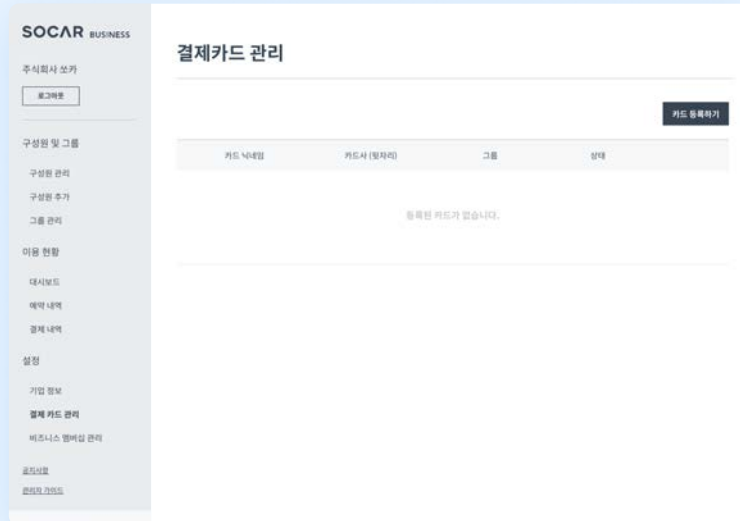 SOCAR BUSINESS
주식회사 쏘카
로그아웃
구성원 및 그룹
구성원 관리
구성원 추가
그룹 관리
이용 현황
대시보드
예약 내역
결제 내역
설정
기업 정보
결제 카드 관리
비즈니스 멤버십 관리
공지사항
관리자 가이드
결제카드 관리
카드 등록하기
카드 닉네임 카드사 (뒷자리) 그룹 상태
등록된 카드가 없습니다.